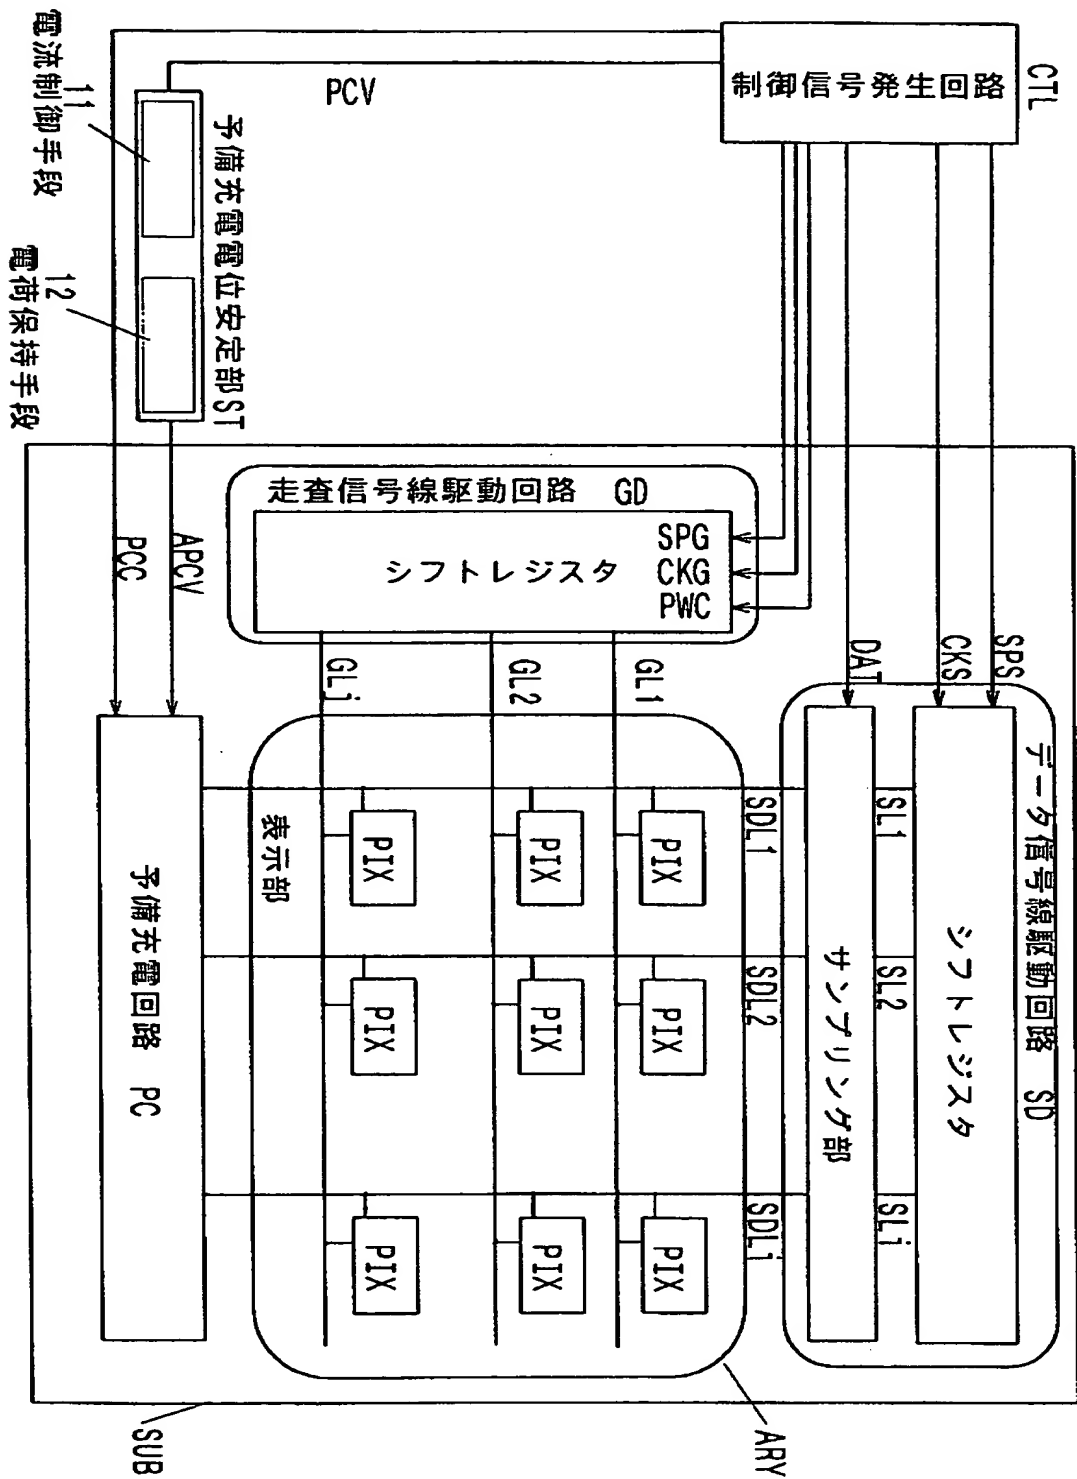 制御信号発生回路
CTL
PCV
予備充電電位安定部ST
11
電流制御手段
12
電荷保持手段
走査信号線駆動回路 GD
シフトレジスタ
SPG
CKG
PWC
PCC
APCV
DAT
CKS
SPS
GLj
GL2
GL1
データ信号線駆動回路 SD
シフトレジスタ
サンプリング部
SL1
SL2
SLi
SDL1
SDL2
SDLi
表示部
PIX
PIX
PIX
PIX
PIX
PIX
PIX
PIX
PIX
予備充電回路 PC
SUB
ARY